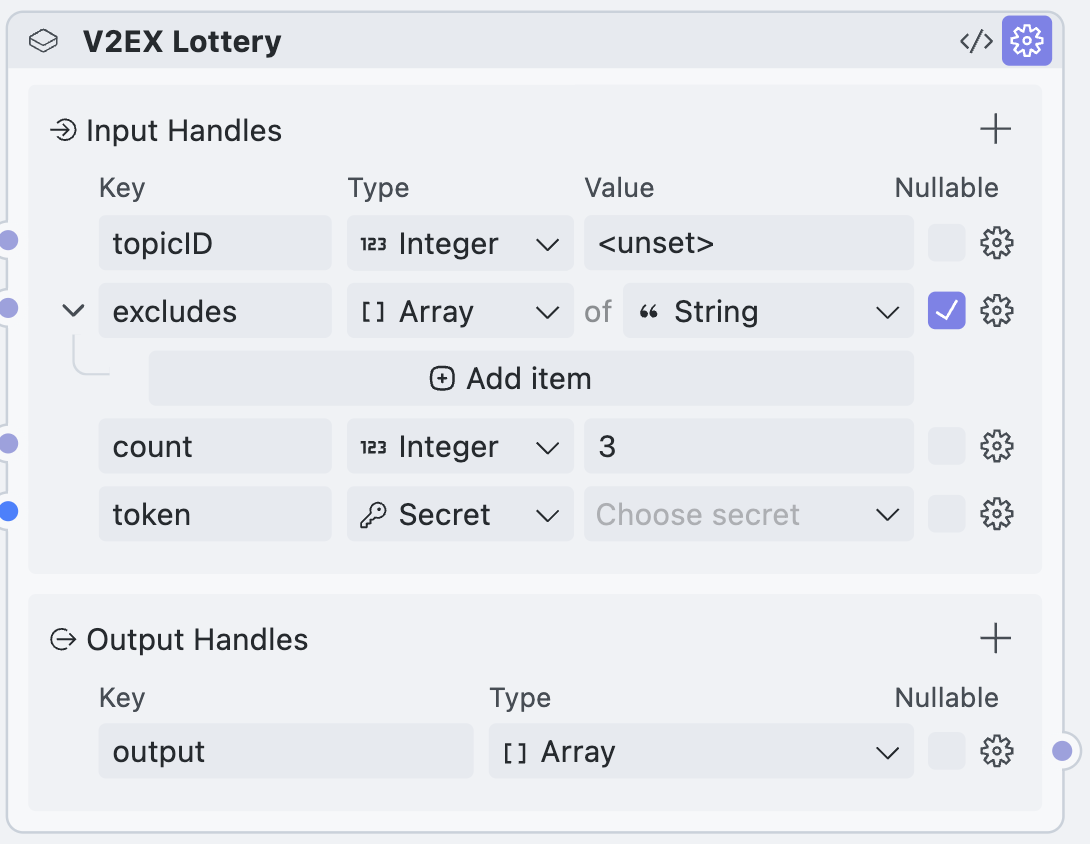 V2EX Lottery </>
Input Handles
Key Type Value Nullable
topicID 123 Integer <unset>
excludes [ ] Array of “ String
Add item
count 123 Integer 3
token Secret Choose secret
Output Handles
Key Type Nullable
output [ ] Array